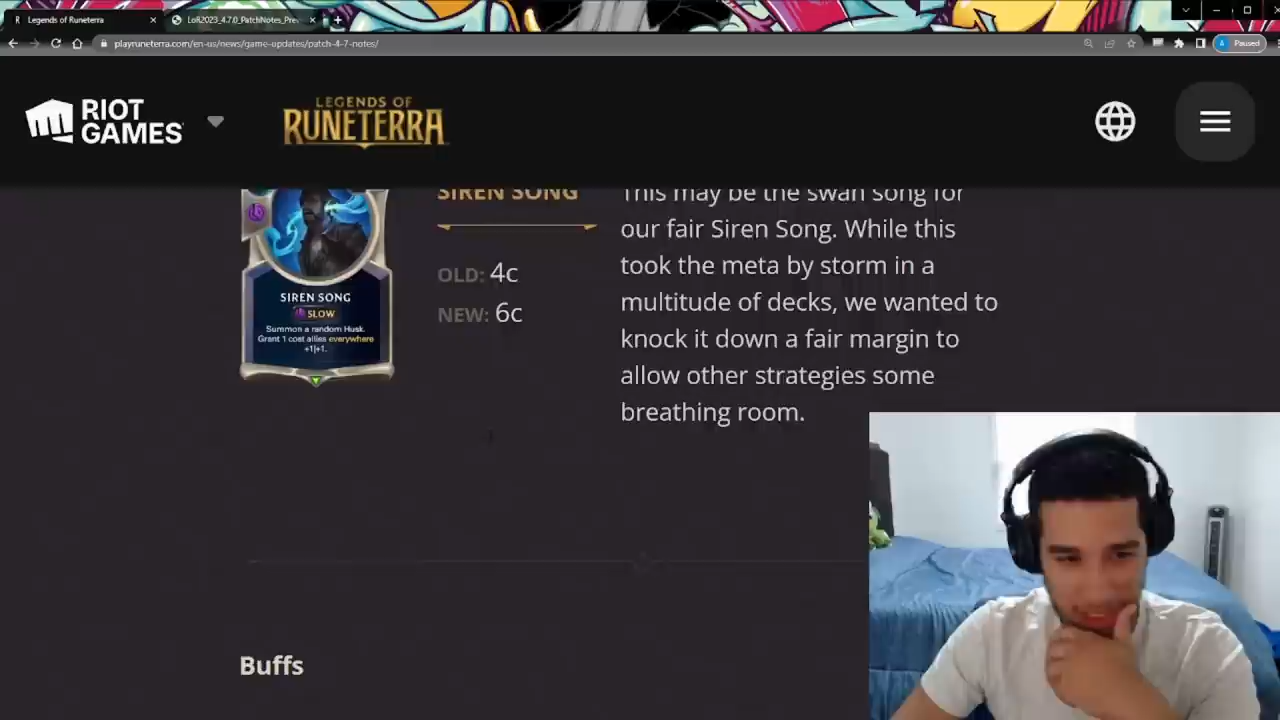 Legends of Runeterra
LoR2023_4.7.0_PatchNotes_Prev
playruneterra.com/en-us/news/game-updates/patch-4-7-notes/
A
Paused
RIOT
GAMES
LEGENDS OF
RUNETERRA
SIREN SONG
OLD: 4c
NEW: 6c
This may be the swan song for
our fair Siren Song. While this
took the meta by storm in a
multitude of decks, we wanted to
knock it down a fair margin to
allow other strategies some
breathing room.
SIREN SONG
SLOW
Summon a random Husk.
Grant 1 cost allies everywhere
+1|+1.
Buffs